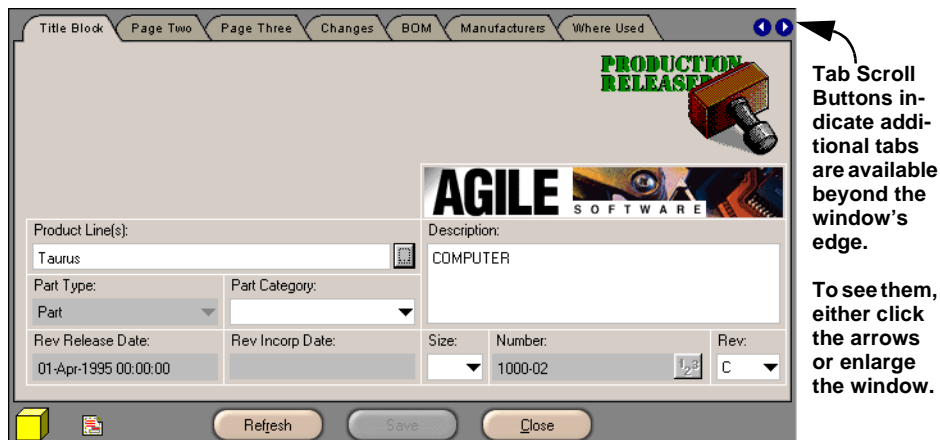 Title Block Page Two Page Three Changes BOM Manufacturers Where Used
PRODUCTION
RELEASED
AGILE
SOFTWARE
Product Line(s):
Taurus
Description:
COMPUTER
Part Type:
Part
Part Category:
Rev Release Date:
01-Apr-1995 00:00:00
Rev Incorp Date:
Size:
Number:
1000-02
123
Rev:
C
Refresh Save Close
Tab Scroll
Buttons in-
dicate addi-
tional tabs
are available
beyond the
window's
edge.
To see them,
either click
the arrows
or enlarge
the window.